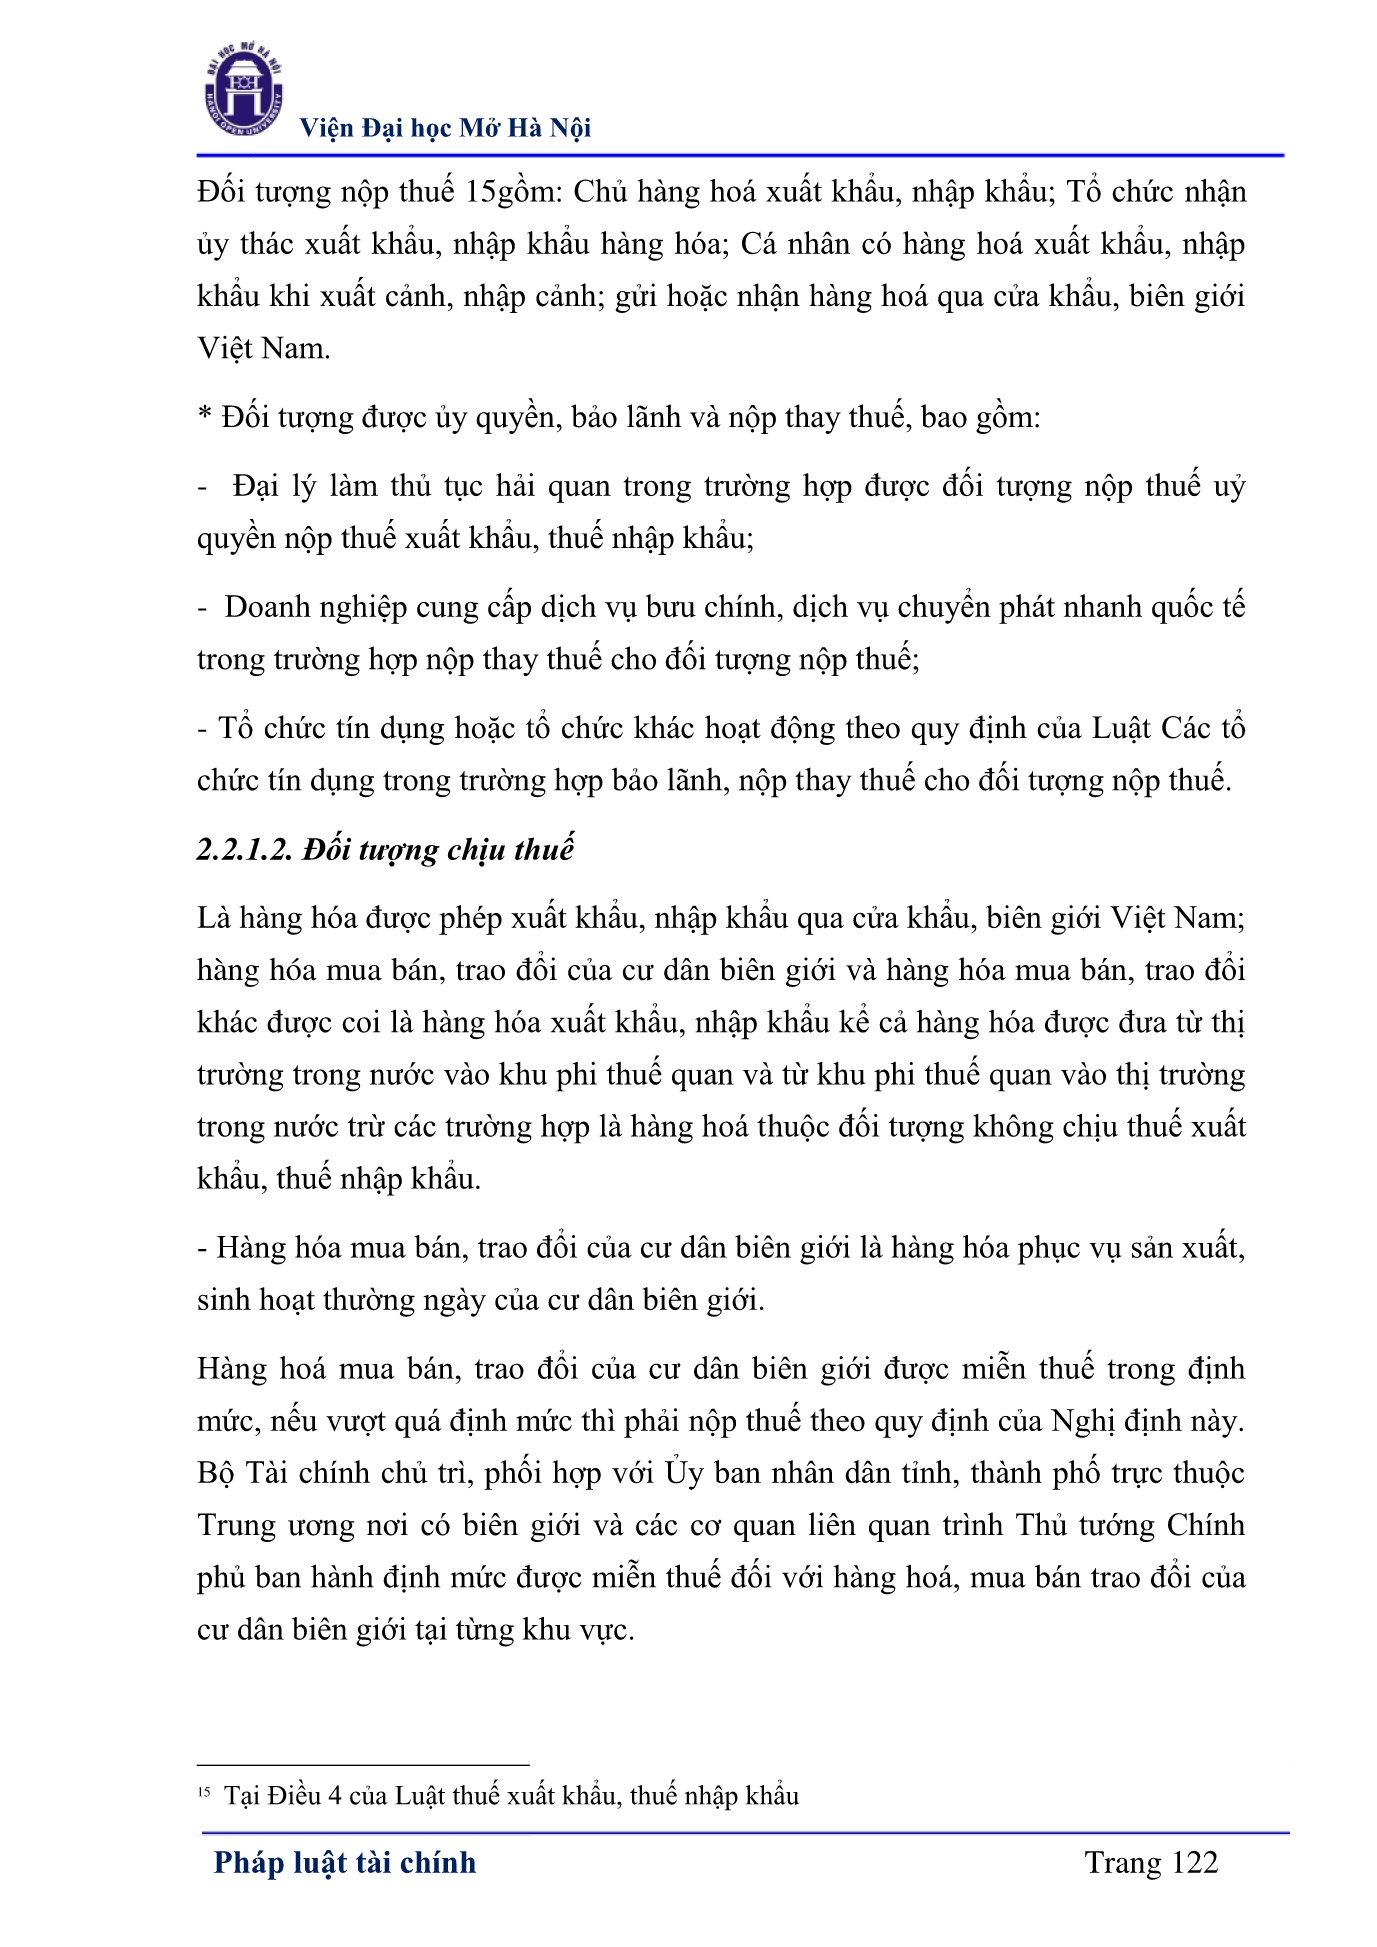 ĐẠI HỌC MỞ HÀ NỘI
HANOI OPEN UNIVERSITY
Viện Đại học Mở Hà Nội
Đối tượng nộp thuế 15gồm: Chủ hàng hoá xuất khẩu, nhập khẩu; Tổ chức nhận
ủy thác xuất khẩu, nhập khẩu hàng hóa; Cá nhân có hàng hoá xuất khẩu, nhập
khẩu khi xuất cảnh, nhập cảnh; gửi hoặc nhận hàng hoá qua cửa khẩu, biên giới
Việt Nam.
* Đối tượng được ủy quyền, bảo lãnh và nộp thay thuế, bao gồm:
- Đại lý làm thủ tục hải quan trong trường hợp được đối tượng nộp thuế uỷ
quyền nộp thuế xuất khẩu, thuế nhập khẩu;
- Doanh nghiệp cung cấp dịch vụ bưu chính, dịch vụ chuyển phát nhanh quốc tế
trong trường hợp nộp thay thuế cho đối tượng nộp thuế;
- Tổ chức tín dụng hoặc tổ chức khác hoạt động theo quy định của Luật Các tổ
chức tín dụng trong trường hợp bảo lãnh, nộp thay thuế cho đối tượng nộp thuế.
2.2.1.2. Đối tượng chịu thuế
Là hàng hóa được phép xuất khẩu, nhập khẩu qua cửa khẩu, biên giới Việt Nam;
hàng hóa mua bán, trao đổi của cư dân biên giới và hàng hóa mua bán, trao đổi
khác được coi là hàng hóa xuất khẩu, nhập khẩu kể cả hàng hóa được đưa từ thị
trường trong nước vào khu phi thuế quan và từ khu phi thuế quan vào thị trường
trong nước trừ các trường hợp là hàng hoá thuộc đối tượng không chịu thuế xuất
khẩu, thuế nhập khẩu.
- Hàng hóa mua bán, trao đổi của cư dân biên giới là hàng hóa phục vụ sản xuất,
sinh hoạt thường ngày của cư dân biên giới.
Hàng hoá mua bán, trao đổi của cư dân biên giới được miễn thuế trong định
mức, nếu vượt quá định mức thì phải nộp thuế theo quy định của Nghị định này.
Bộ Tài chính chủ trì, phối hợp với Ủy ban nhân dân tỉnh, thành phố trực thuộc
Trung ương nơi có biên giới và các cơ quan liên quan trình Thủ tướng Chính
phủ ban hành định mức được miễn thuế đối với hàng hoá, mua bán trao đổi của
cư dân biên giới tại từng khu vực.
15 Tại Điều 4 của Luật thuế xuất khẩu, thuế nhập khẩu
Pháp luật tài chính Trang 122